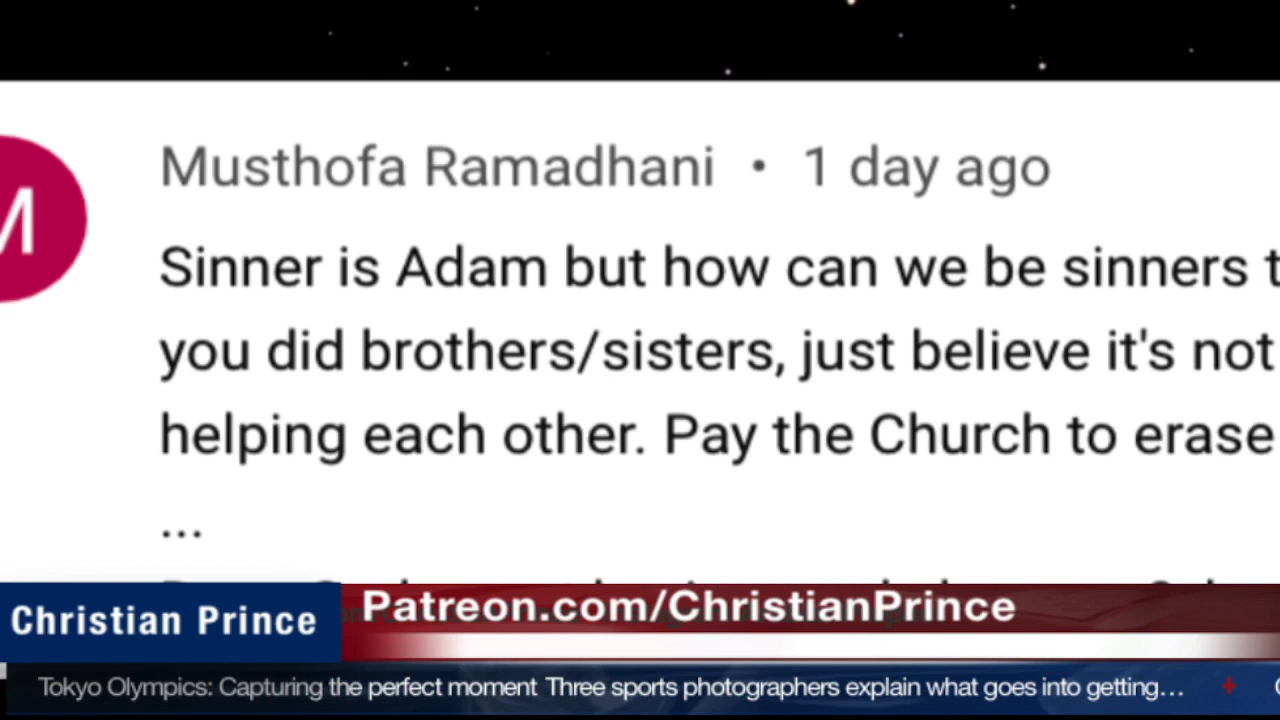 M
Musthofa Ramadhani • 1 day ago
Sinner is Adam but how can we be sinners
you did brothers/sisters, just believe it's not
helping each other. Pay the Church to erase
...
Christian Prince
Patreon.com/ChristianPrince
Tokyo Olympics: Capturing the perfect moment Three sports photographers explain what goes into getting...